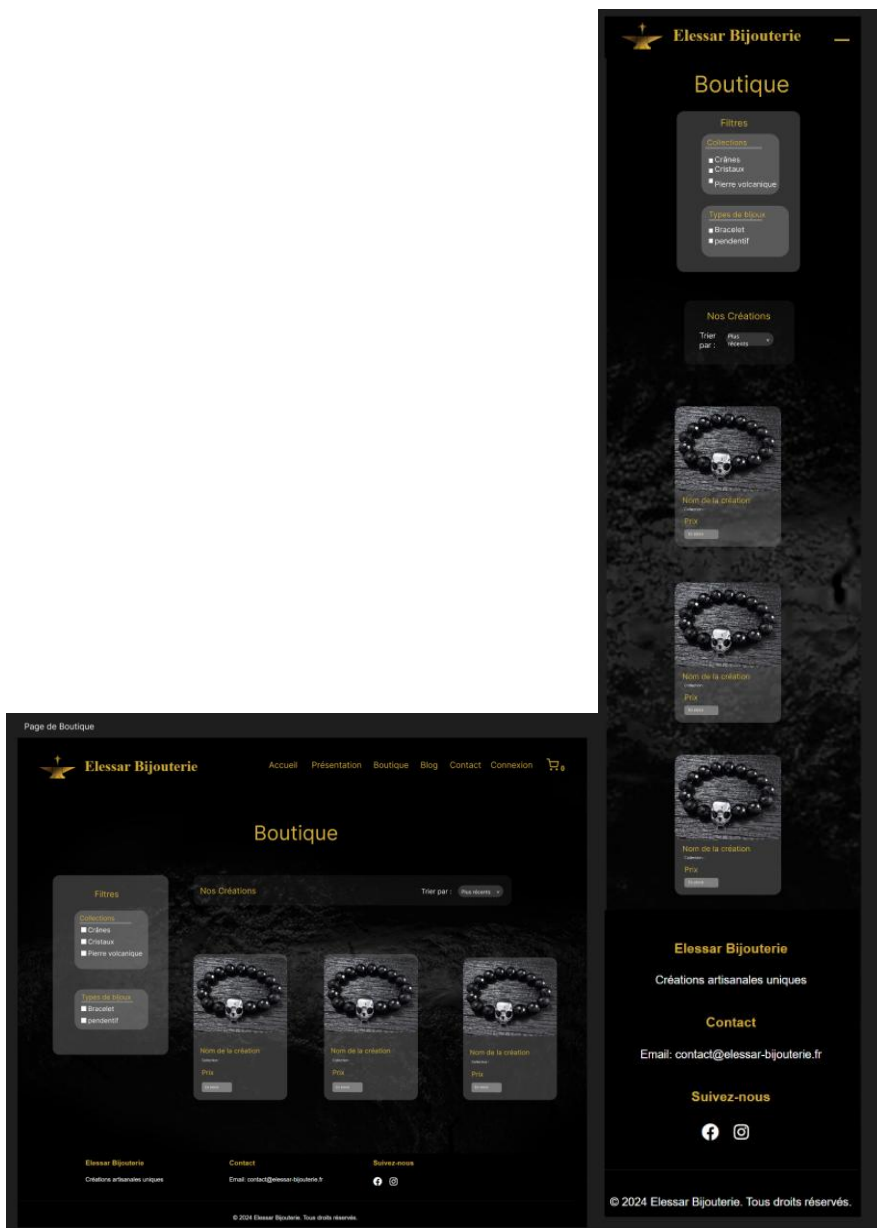 Elessar Bijouterie
Boutique
Filtres
Collections
Crânes
Cristaux
Pierre volcanique
Types de bijoux
Bracelet
pendentif
Nos Créations
Trier par :
Plus récents
Nom de la création
Prix
Nom de la création
Prix
Nom de la création
Prix
Elessar Bijouterie
Créations artisanales uniques
Contact
Email: contact@elessar-bijouterie.fr
Suivez-nous
© 2024 Elessar Bijouterie. Tous droits réservés.
Page de Boutique
Elessar Bijouterie
Accueil Présentation Boutique Blog Contact Connexion 0
Boutique
Filtres
Collections
Crânes
Cristaux
Pierre volcanique
Types de bijoux
Bracelet
pendentif
Nos Créations Trier par : Plus récents
Nom de la création
Prix
Nom de la création
Prix
Nom de la création
Prix
Elessar Bijouterie
Créations artisanales uniques
Contact
Email: contact@elessar-bijouterie.fr
Suivez-nous
© 2024 Elessar Bijouterie. Tous droits réservés.